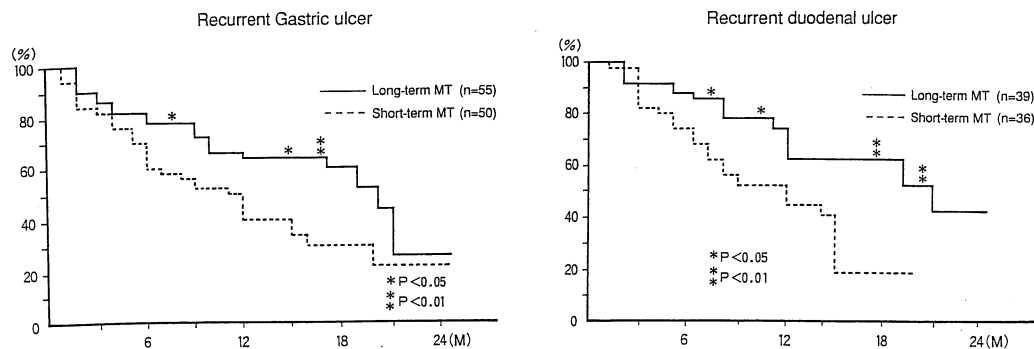 Recurrent Gastric ulcer
(%)
100
80
60
40
20
0
Long-term MT (n=55)
Short-term MT (n=50)
*
*
*
*
* P<0.05
*
* P<0.01
6
12
18
24 (M)
Recurrent duodenal ulcer
(%)
100
80
60
40
20
0
Long-term MT (n=39)
Short-term MT (n=36)
*
*
*
*
*
*
* P<0.05
*
* P<0.01
6
12
18
24 (M)